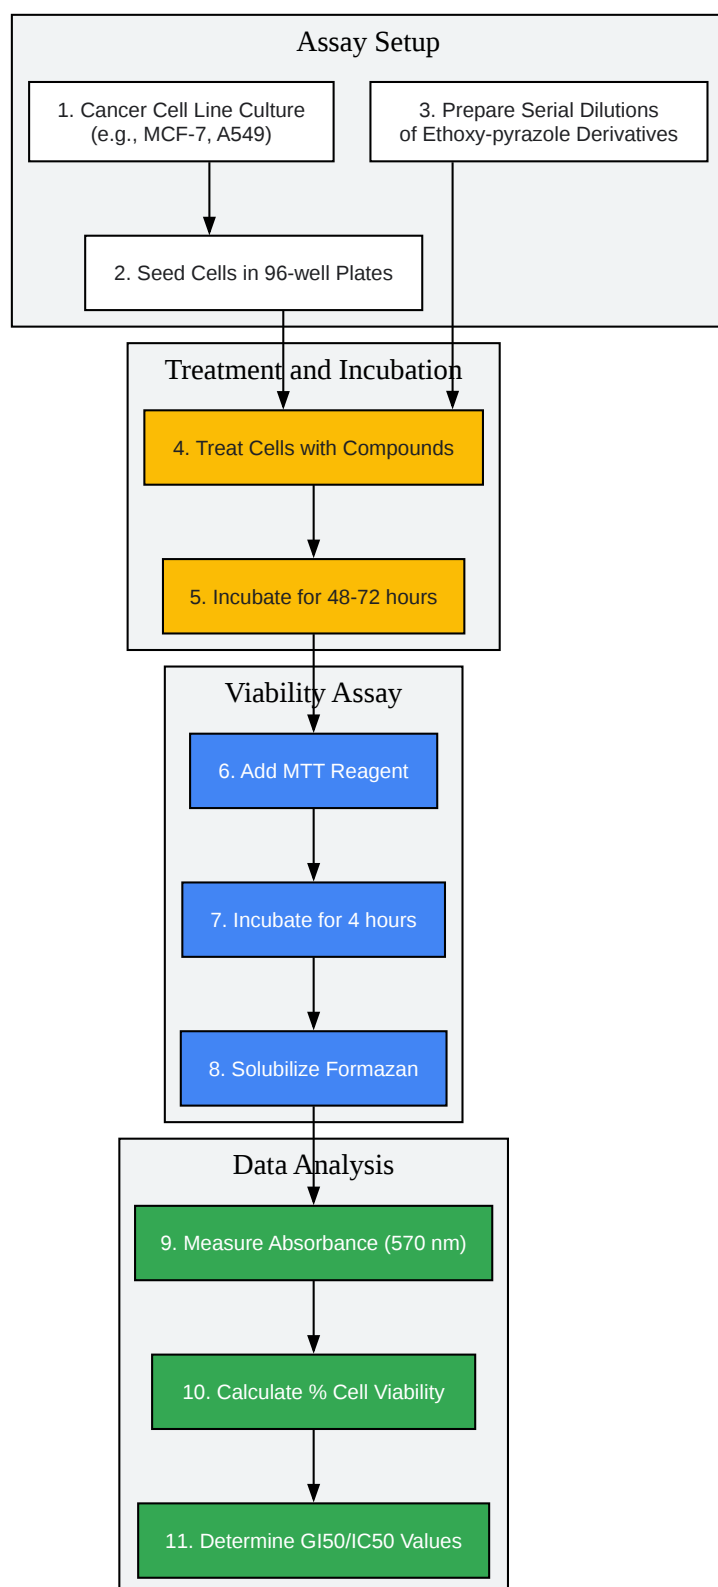 Assay Setup
1. Cancer Cell Line Culture
(e.g., MCF-7, A549)
3. Prepare Serial Dilutions
of Ethoxy-pyrazole Derivatives
2. Seed Cells in 96-well Plates
Treatment and Incubation
4. Treat Cells with Compounds
5. Incubate for 48-72 hours
Viability Assay
6. Add MTT Reagent
7. Incubate for 4 hours
8. Solubilize Formazan
Data Analysis
9. Measure Absorbance (570 nm)
10. Calculate % Cell Viability
11. Determine GI50/IC50 Values